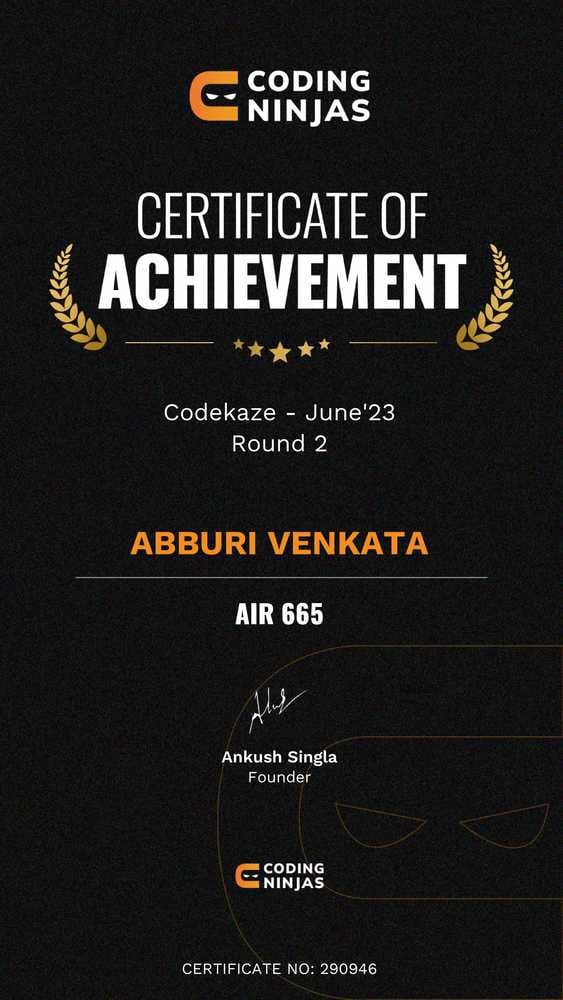 CODING
NINJAS
CERTIFICATE OF
ACHIEVEMENT
Codekaze - June'23
Round 2
ABBURI VENKATA
AIR 665
Ankush Singla
Founder
CODING
NINJAS
CERTIFICATE NO: 290946